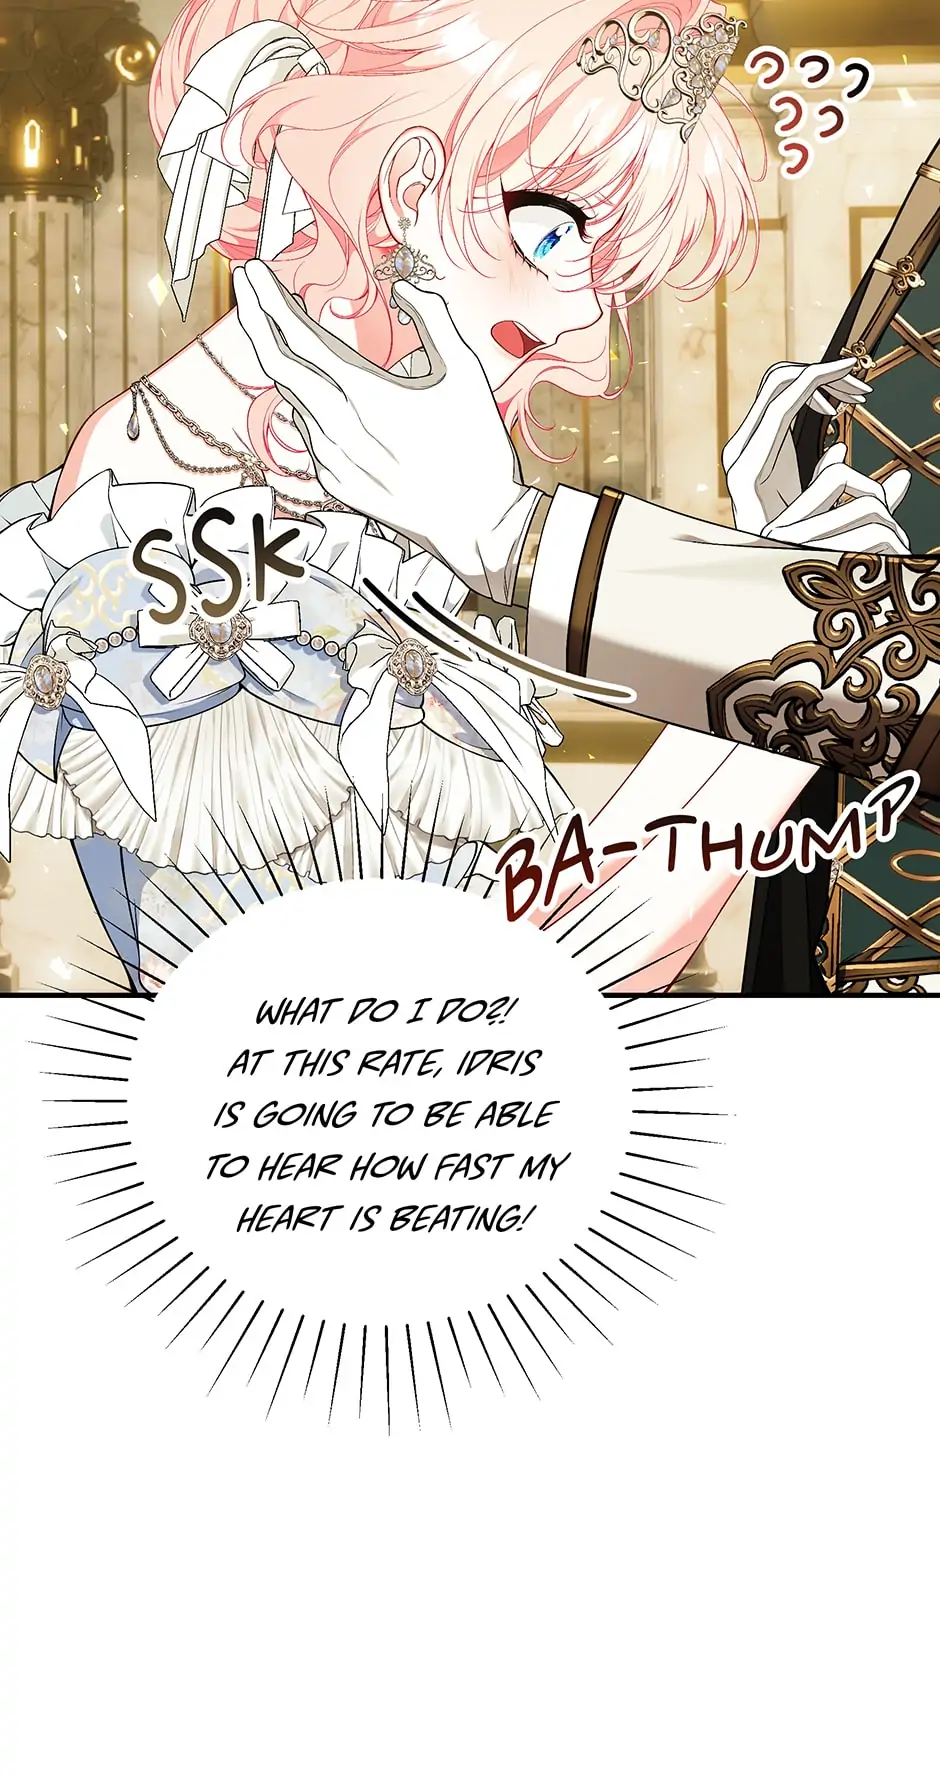 SSK
BA-THUMP
WHAT DO I DO?!
AT THIS RATE, IDRIS
IS GOING TO BE ABLE
TO HEAR HOW FAST MY
HEART IS BEATING!